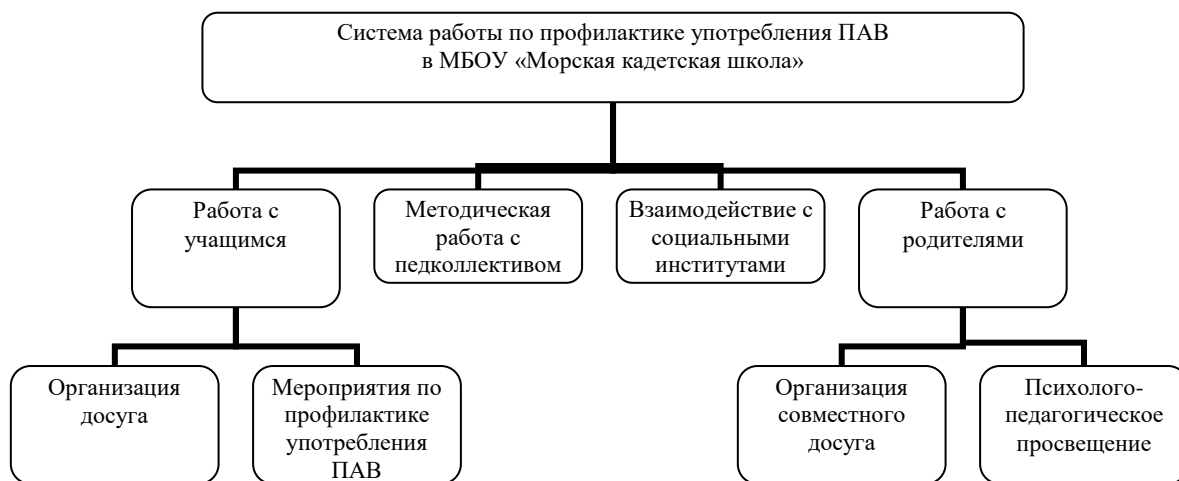 Система работы по профилактике употребления ПАВ
в МБОУ «Морская кадетская школа»
Работа с
учащимся
Методическая
работа с
педколлективом
Взаимодействие с
социальными
институтами
Работа с
родителями
Организация
досуга
Мероприятия по
профилактике
употребления
ПАВ
Организация
совместного
досуга
Психолого-
педагогическое
просвещение